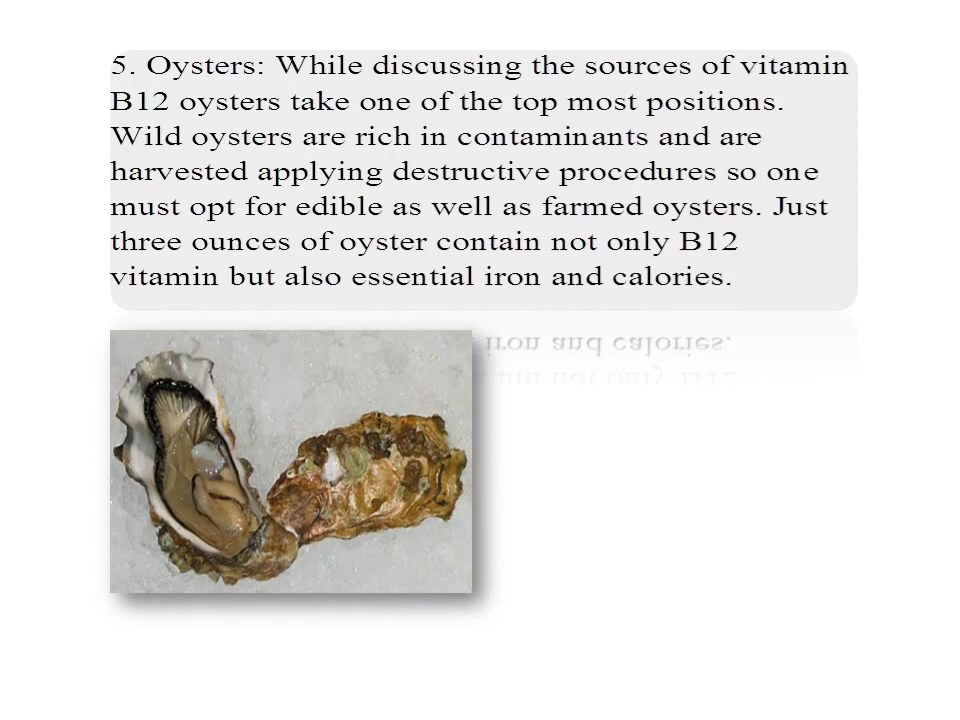 5. Oysters: While discussing the sources of vitamin
B12 oysters take one of the top most positions.
Wild oysters are rich in contaminants and are
harvested applying destructive procedures so one
must opt for edible as well as farmed oysters. Just
three ounces of oyster contain not only B12
vitamin but also essential iron and calories.